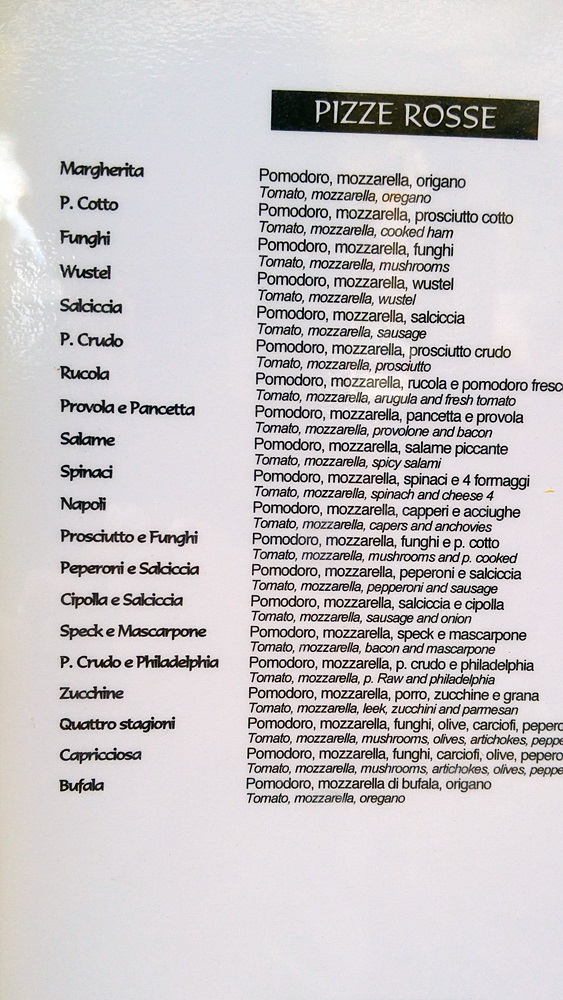 PIZZE ROSSE
Margherita
Pomodoro, mozzarella, origano
Tomato, mozzarella, oregano
P. Cotto
Pomodoro, mozzarella, prosciutto cotto
Tomato, mozzarella, cooked ham
Funghi
Pomodoro, mozzarella, funghi
Tomato, mozzarella, mushrooms
Wustel
Pomodoro, mozzarella, wustel
Tomato, mozzarella, wustel
Salciccia
Pomodoro, mozzarella, salciccia
Tomato, mozzarella, sausage
P. Crudo
Pomodoro, mozzarella, prosciutto crudo
Tomato, mozzarella, prosciutto
Rucola
Pomodoro, mozzarella, rucola e pomodoro fresc
Tomato, mozzarella, arugula and fresh tomato
Provola e Pancetta
Pomodoro, mozzarella, pancetta e provola
Tomato, mozzarella, provolone and bacon
Salame
Pomodoro, mozzarella, salame piccante
Tomato, mozzarella, spicy salami
Spinaci
Pomodoro, mozzarella, spinaci e 4 formaggi
Tomato, mozzarella, spinach and cheese 4
Napoli
Pomodoro, mozzarella, capperi e acciughe
Tomato, mozzarella, capers and anchovies
Prosciutto e Funghi
Pomodoro, mozzarella, funghi e p. cotto
Tomato, mozzarella, mushrooms and p. cooked
Peperoni e Salciccia
Pomodoro, mozzarella, peperoni e salciccia
Tomato, mozzarella, pepperoni and sausage
Cipolla e Salciccia
Pomodoro, mozzarella, salciccia e cipolla
Tomato, mozzarella, sausage and onion
Speck e Mascarpone
Pomodoro, mozzarella, speck e mascarpone
Tomato, mozzarella, bacon and mascarpone
P. Crudo e Philadelphia
Pomodoro, mozzarella, p. crudo e philadelphia
Tomato, mozzarella, p. Raw and philadelphia
Zucchine
Pomodoro, mozzarella, porro, zucchine e grana
Tomato, mozzarella, leek, zucchini and parmesan
Quattro stagioni
Pomodoro, mozzarella, funghi, olive, carciofi, pepero
Tomato, mozzarella, mushrooms, olives, artichokes, peppe
Capricciosa
Pomodoro, mozzarella, funghi, carciofi, olive, pepero
Tomato, mozzarella, mushrooms, artichokes, olives, peppe
Bufala
Pomodoro, mozzarella di bufala, origano
Tomato, mozzarella, oregano